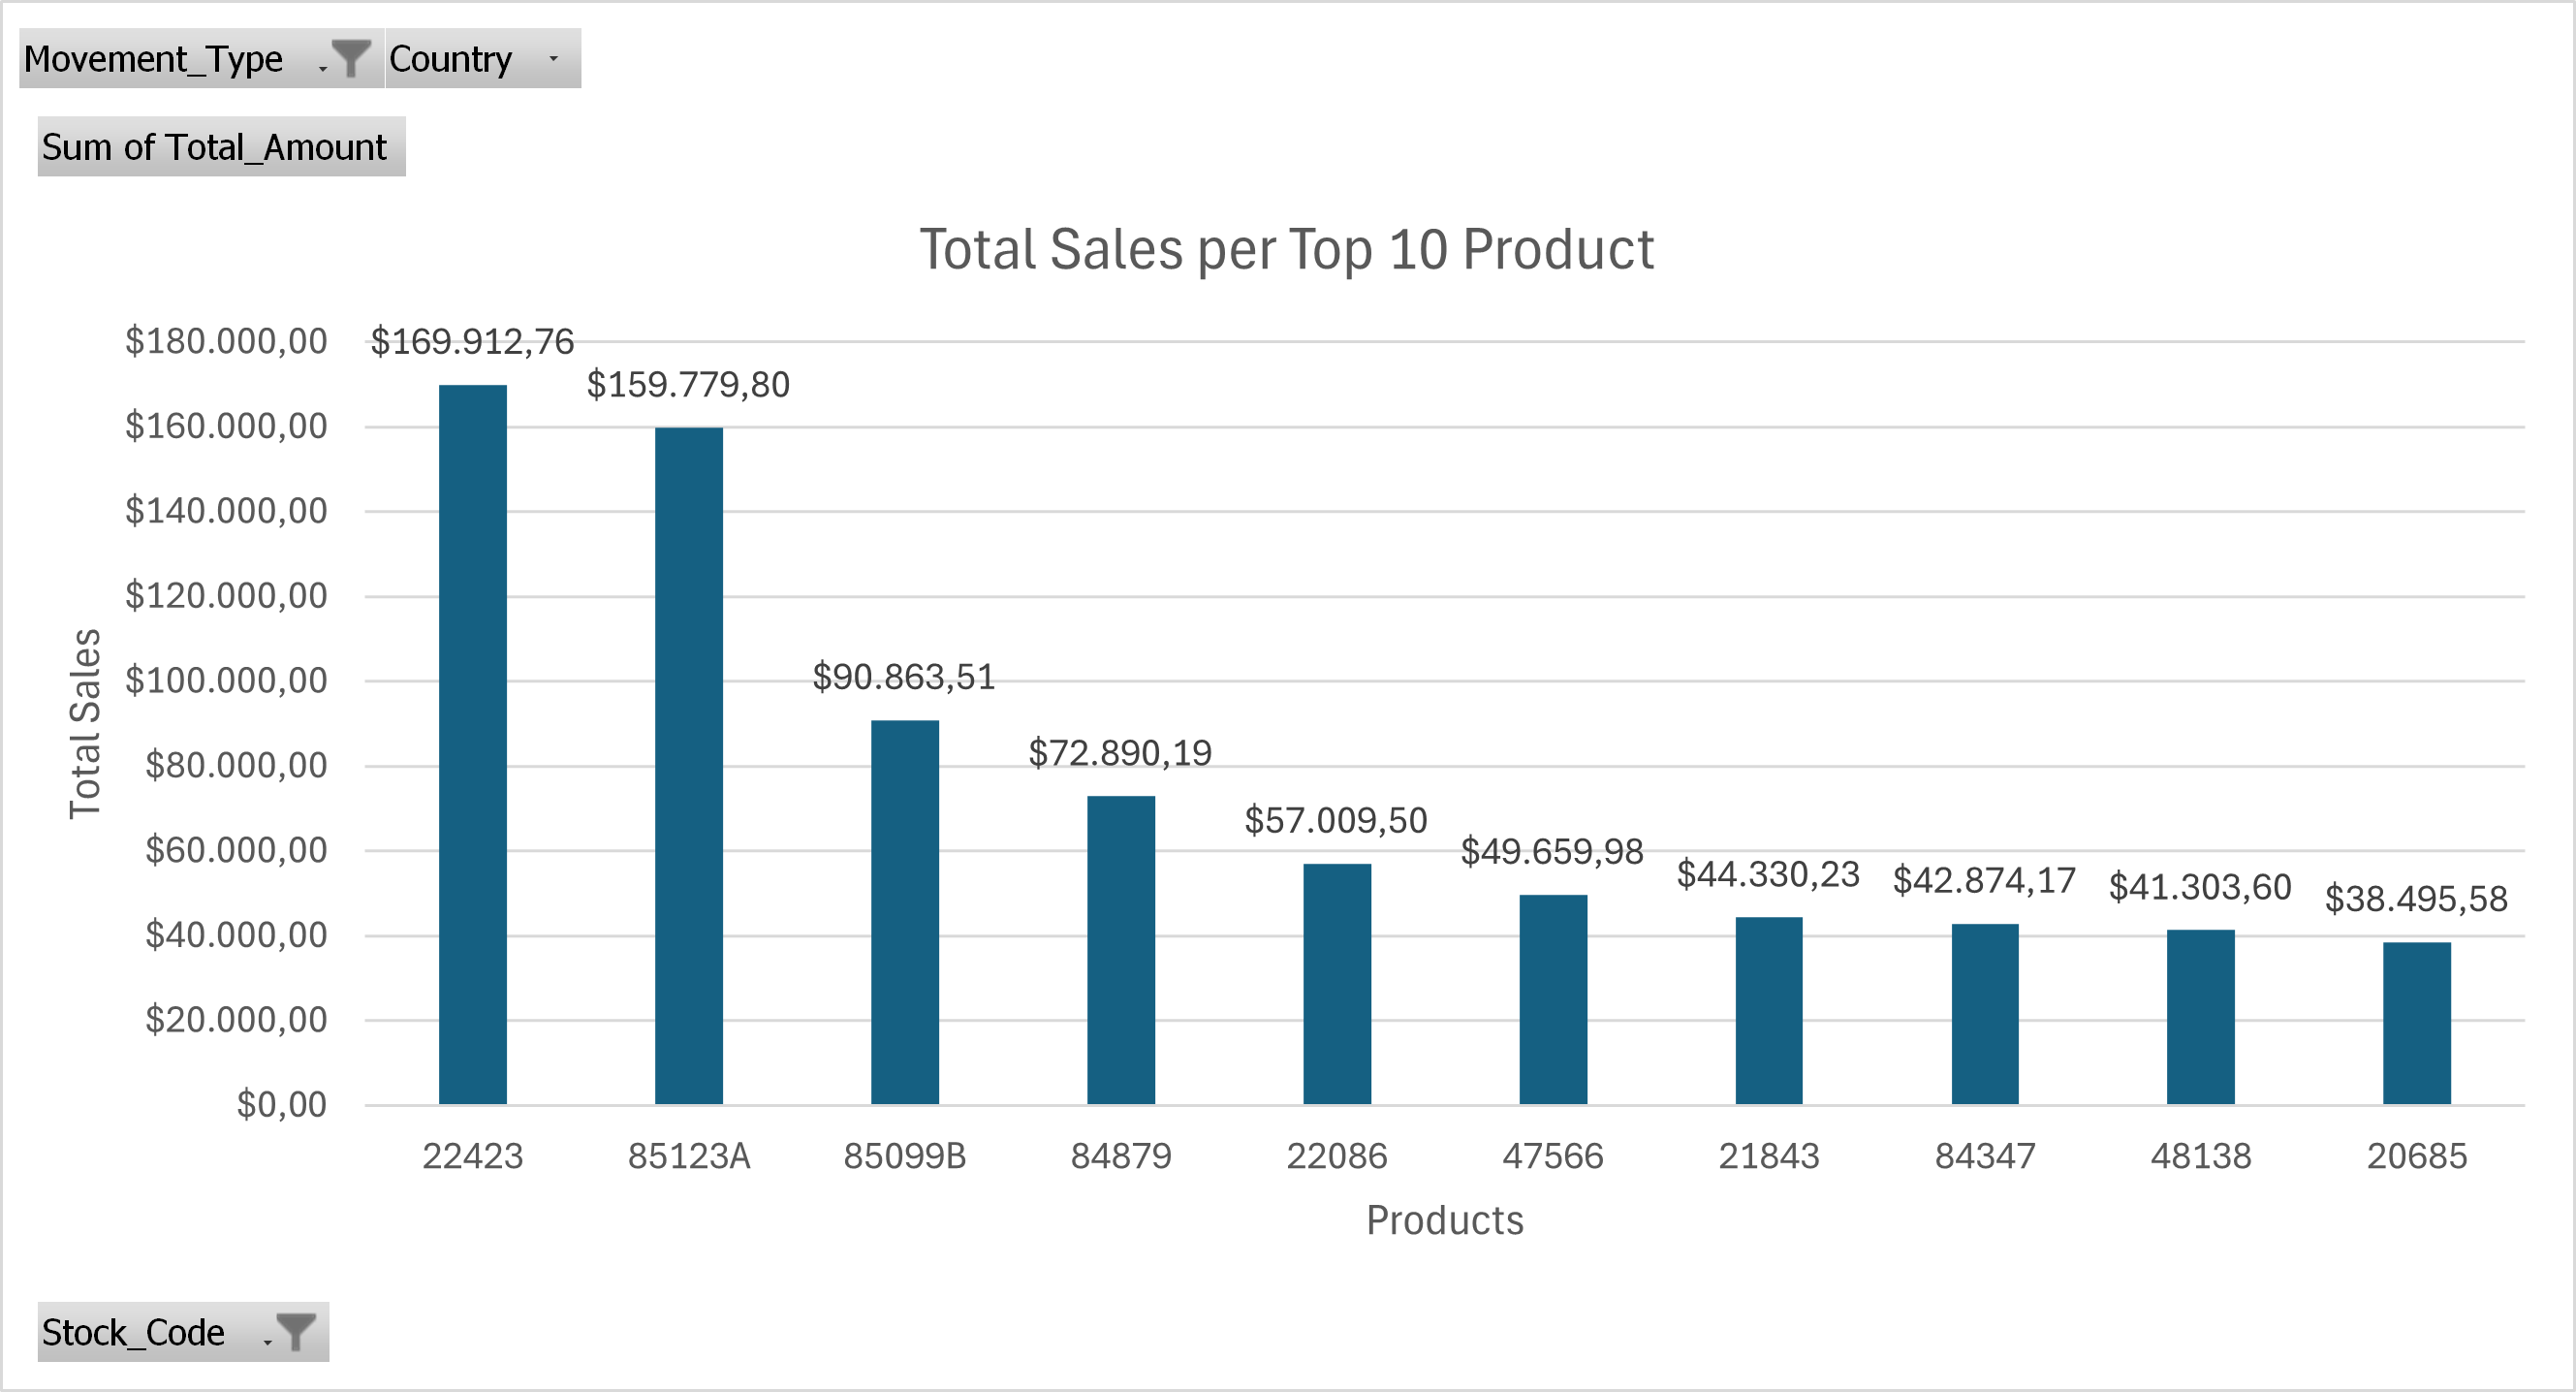 Movement_Type Country
Sum of Total_Amount
Total Sales per Top 10 Product
Total Sales
$180.000,00
$160.000,00
$140.000,00
$120.000,00
$100.000,00
$80.000,00
$60.000,00
$40.000,00
$20.000,00
$0,00
$169.912,76
$159.779,80
$90.863,51
$72.890,19
$57.009,50
$49.659,98
$44.330,23
$42.874,17
$41.303,60
$38.495,58
22423 85123A 85099B 84879 22086 47566 21843 84347 48138 20685
Products
Stock_Code